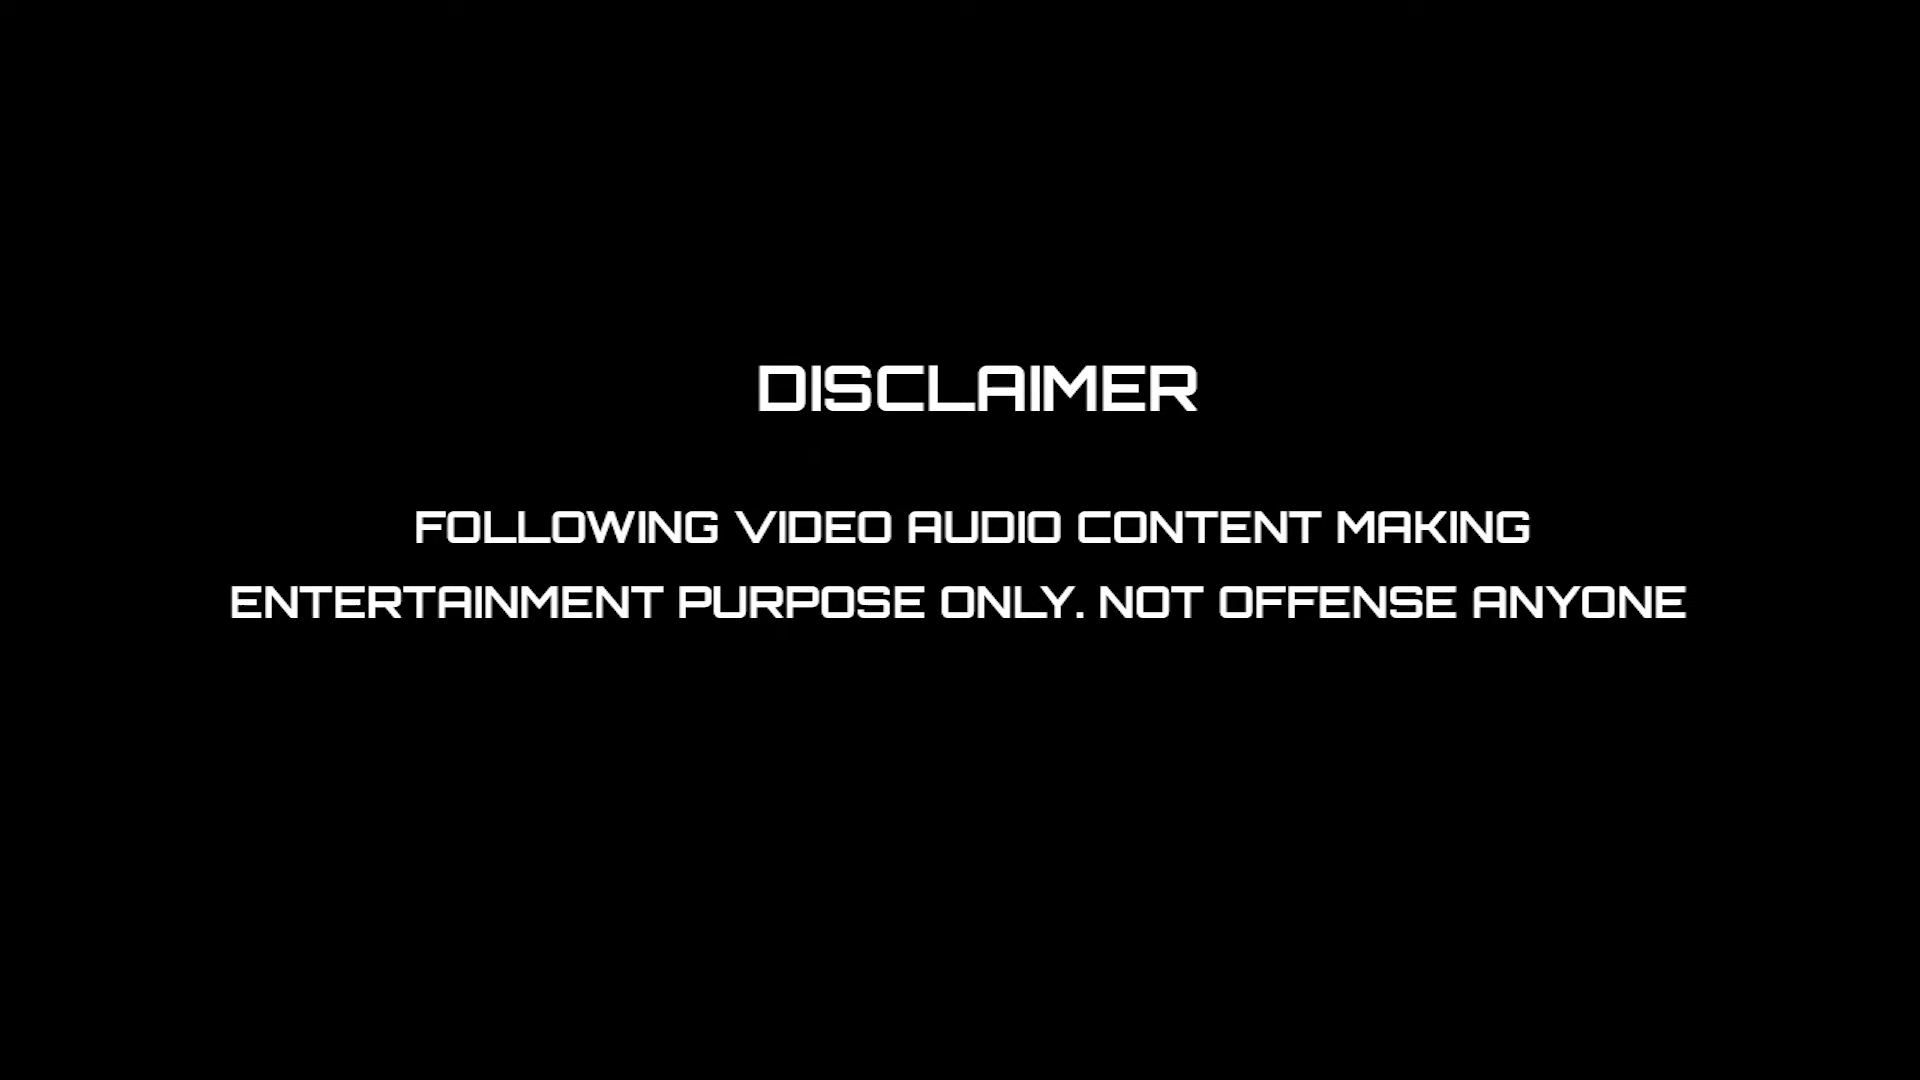 DISCLAIMER
FOLLOWING VIDEO AUDIO CONTENT MAKING
ENTERTAINMENT PURPOSE ONLY. NOT OFFENSE ANYONE